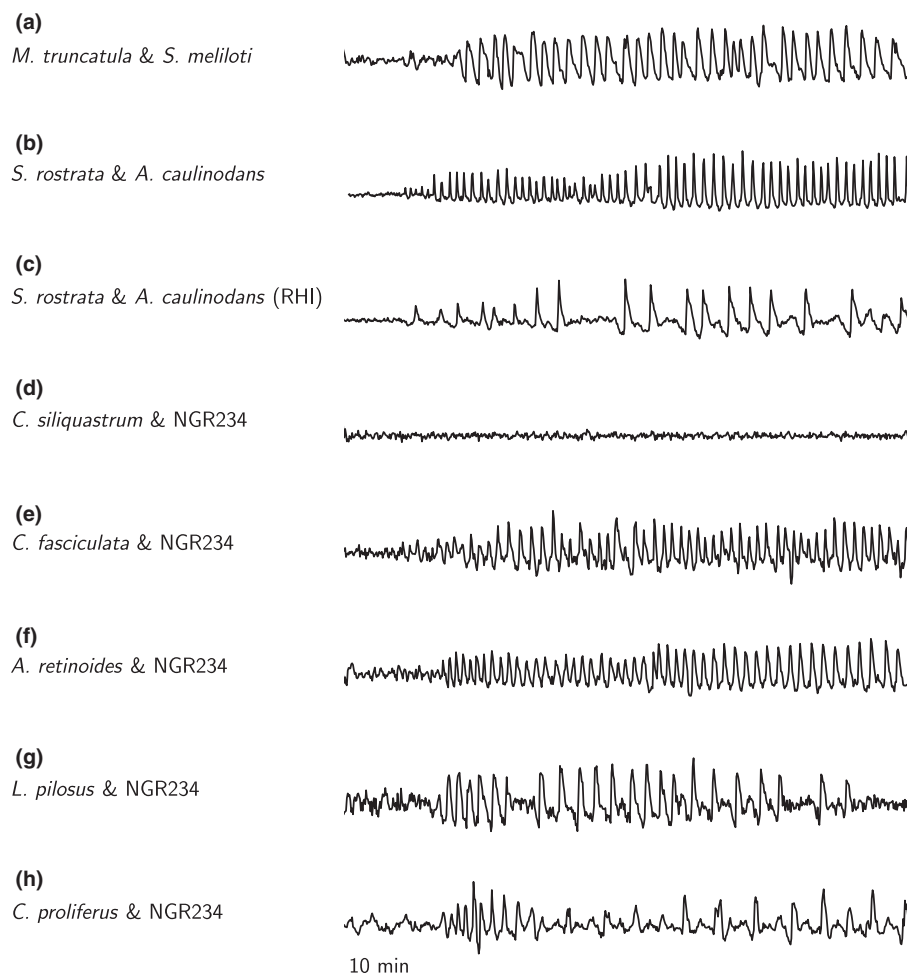 (a)
M. truncatula & S. meliloti
(b)
S. rostrata & A. caulinodans
(c)
S. rostrata & A. caulinodans (RHI)
(d)
C. siliquastrum & NGR234
(e)
C. fasciculata & NGR234
(f)
A. retinoides & NGR234
(g)
L. pilosus & NGR234
(h)
C. proliferus & NGR234
10 min